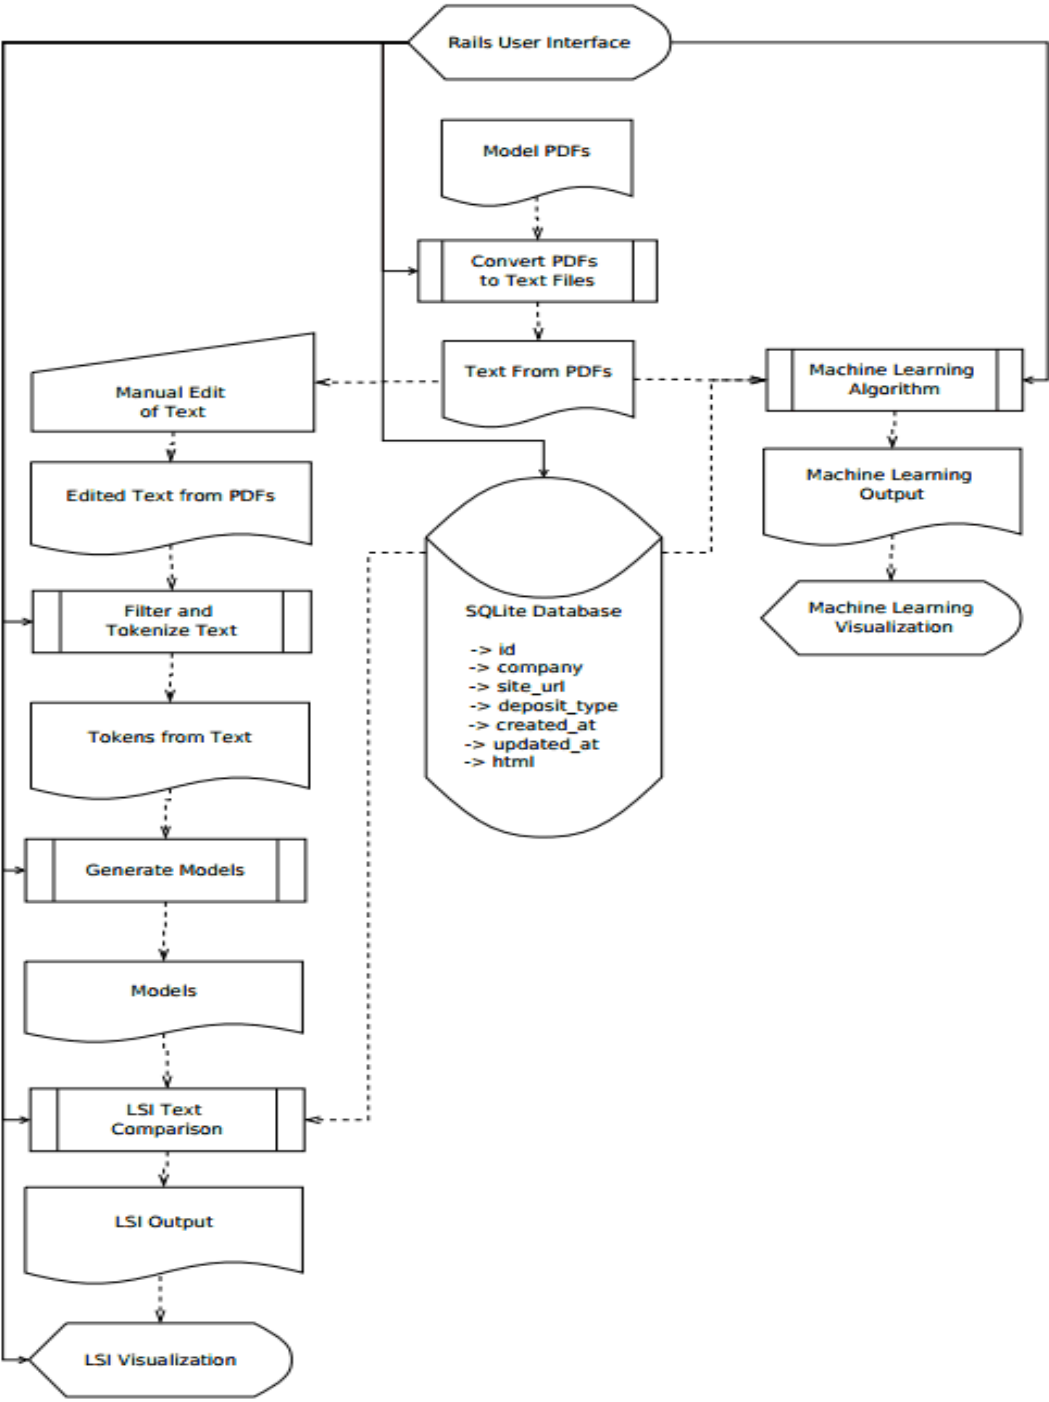 Rails User Interface
Model PDFs
Convert PDFs
to Text Files
Text From PDFs
Manual Edit
of Text
Machine Learning
Algorithm
Edited Text from PDFs
Machine Learning
Output
Filter and
Tokenize Text
SQLite Database
-> id
-> company
-> site_url
-> deposit_type
-> created_at
-> updated_at
-> html
Machine Learning
Visualization
Tokens from Text
Generate Models
Models
LSI Text
Comparison
LSI Output
LSI Visualization